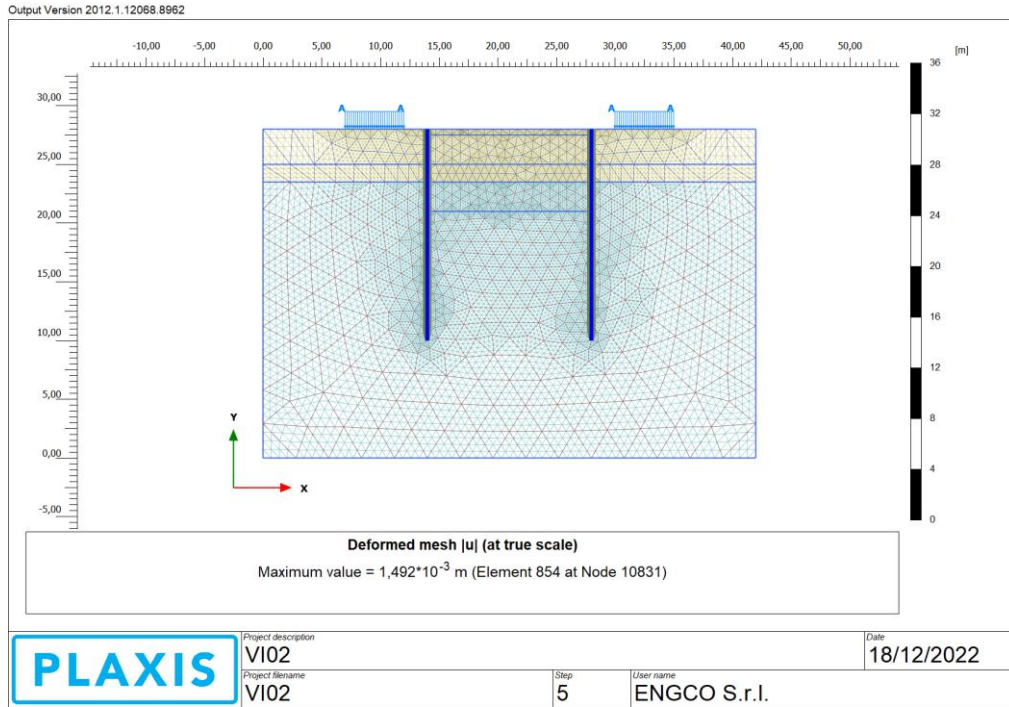 Output Version 2012.1.12068.8962
-10,00 -5,00 0,00 5,00 10,00 15,00 20,00 25,00 30,00 35,00 40,00 45,00 50,00
[m]
36
30,00
A A A A
32
25,00
28
20,00
24
15,00
20
10,00
16
12
5,00
Y
8
0,00
4
X
-5,00
0
Deformed mesh |u| (at true scale)
Maximum value = 1,492*10-3 m (Element 854 at Node 10831)
PLAXIS
Project description
VI02
Date
18/12/2022
Project filename
VI02
Step
5
User name
ENGCO S.r.l.